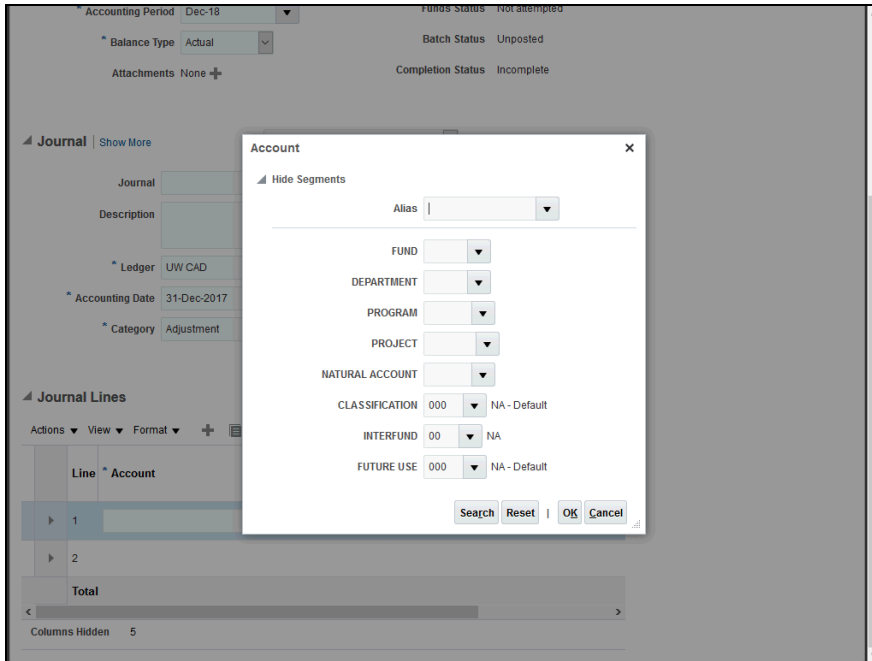 * Accounting Period Dec-18
Funds Status Not attempted
* Balance Type Actual
Batch Status Unposted
Attachments None
Completion Status Incomplete
Journal | Show More
Journal
Description
* Ledger UW CAD
* Accounting Date 31-Dec-2017
* Category Adjustment
Account
Hide Segments
Alias
FUND
DEPARTMENT
PROGRAM
PROJECT
NATURAL ACCOUNT
CLASSIFICATION 000 NA - Default
INTERFUND 00 NA
FUTURE USE 000 NA - Default
Search Reset | OK Cancel
Journal Lines
Actions View Format
Line * Account
1
2
Total
Columns Hidden 5